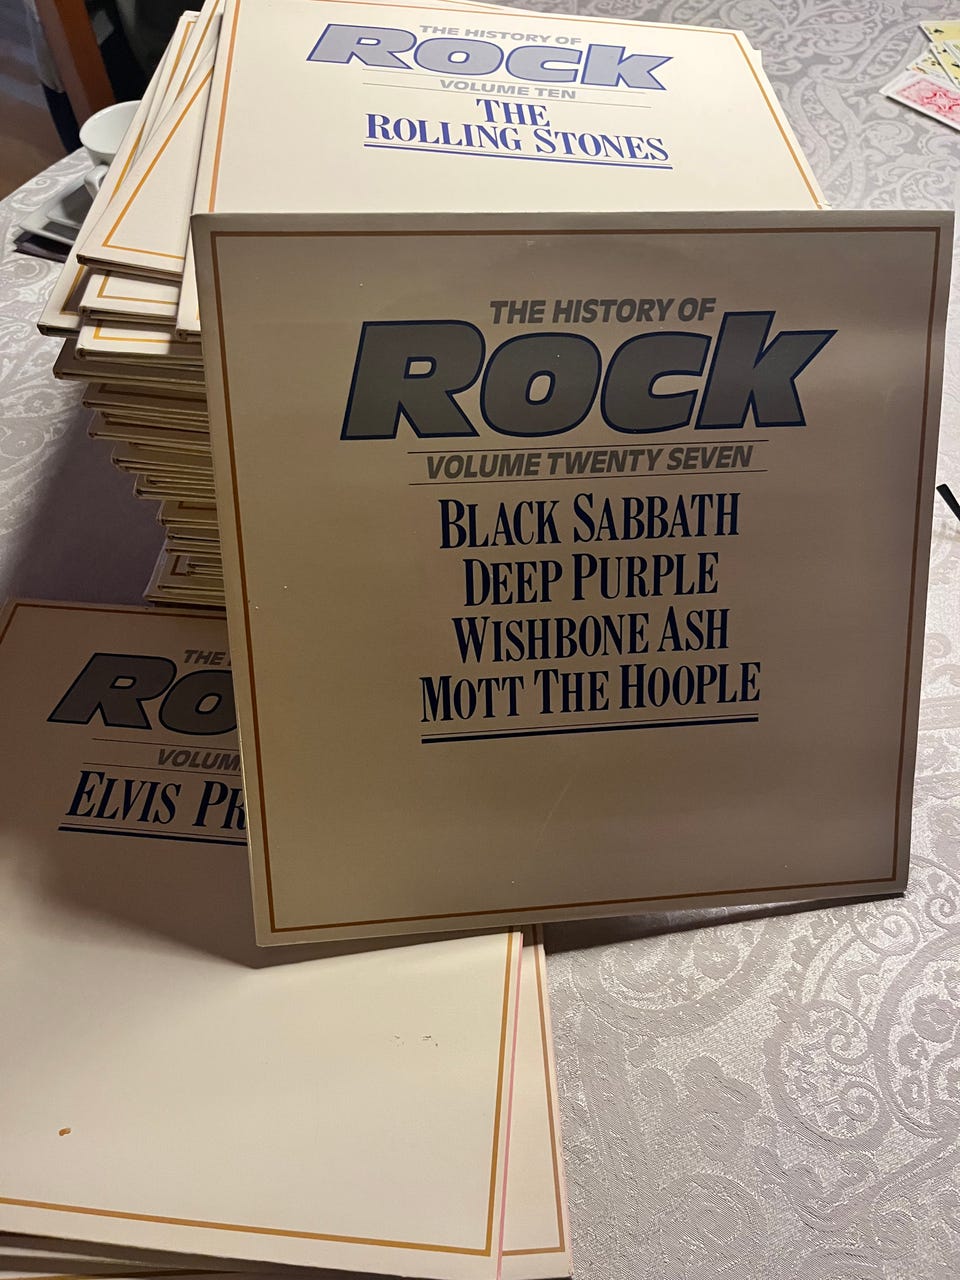 THE HISTORY OF
ROCK
VOLUME TEN
THE
ROLLING STONES
THE HISTORY OF
ROCK
VOLUME TWENTY SEVEN
BLACK SABBATH
DEEP PURPLE
WISHBONE ASH
MOTT THE HOOPLE
THE
ELVIS